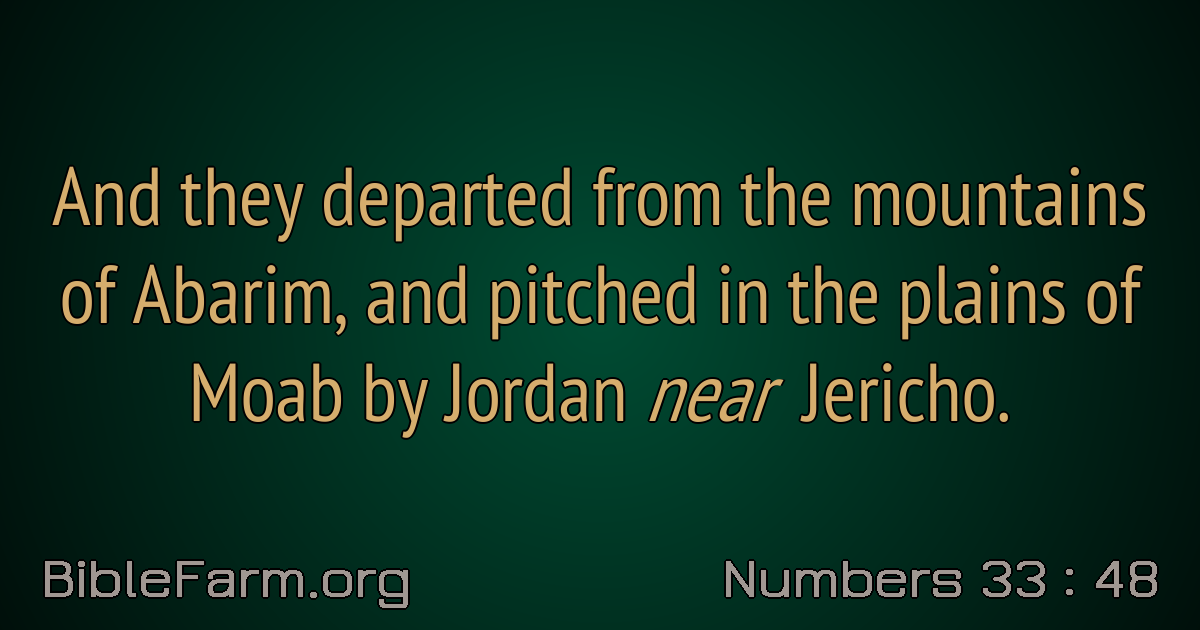 And they departed from the mountains
of Abarim, and pitched in the plains of
Moab by Jordan near Jericho.
BibleFarm.org
Numbers 33 : 48